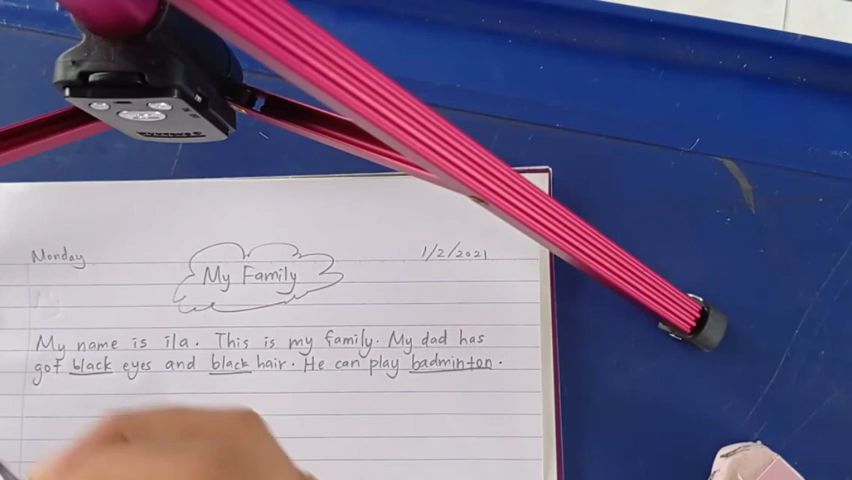 Monday
1/2/2021
My Family
My name is ila. This is my family. My dad has
got black eyes and black hair. He can play badminton.